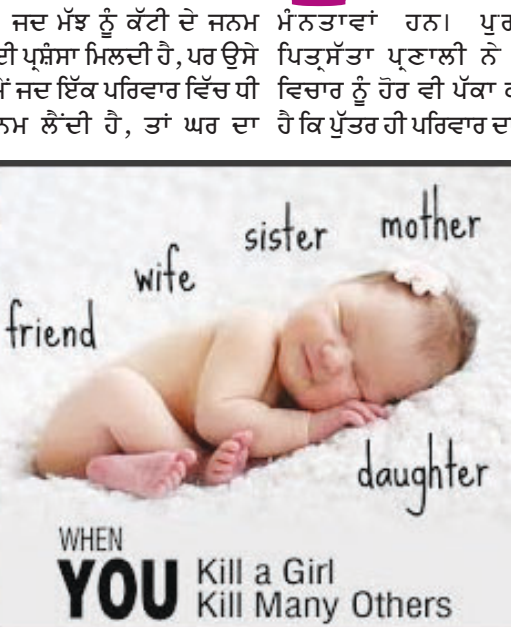 ਜਦ ਮੱਝ ਨੂੰ ਕੱਟੀ ਦੇ ਜਨਮ
ਪ੍ਰਸ਼ੰਸਾ ਮਿਲਦੀ ਹੈ, ਪਰ ਉਸੇ
ਜਦ ਇੱਕ ਪਰਿਵਾਰ ਵਿੱਚ ਧੀ
ਲੈਂਦੀ ਹੈ, ਤਾਂ ਘਰ ਦਾ
ਮੰਨਤਾਵਾਂ ਹਨ।
ਪਿਤ੍ਰਸੱਤਾ ਪ੍ਰਣਾਲੀ ਨੇ
ਵਿਚਾਰ ਨੂੰ ਹੋਰ ਵੀ ਪੱਕਾ
ਹੈ ਕਿ ਪੁੱਤਰ ਹੀ ਪਰਿਵਾਰ ਦਾ
mother
sister
wife
friend
daughter
WHEN
YOU Kill a Girl
Kill Many Others